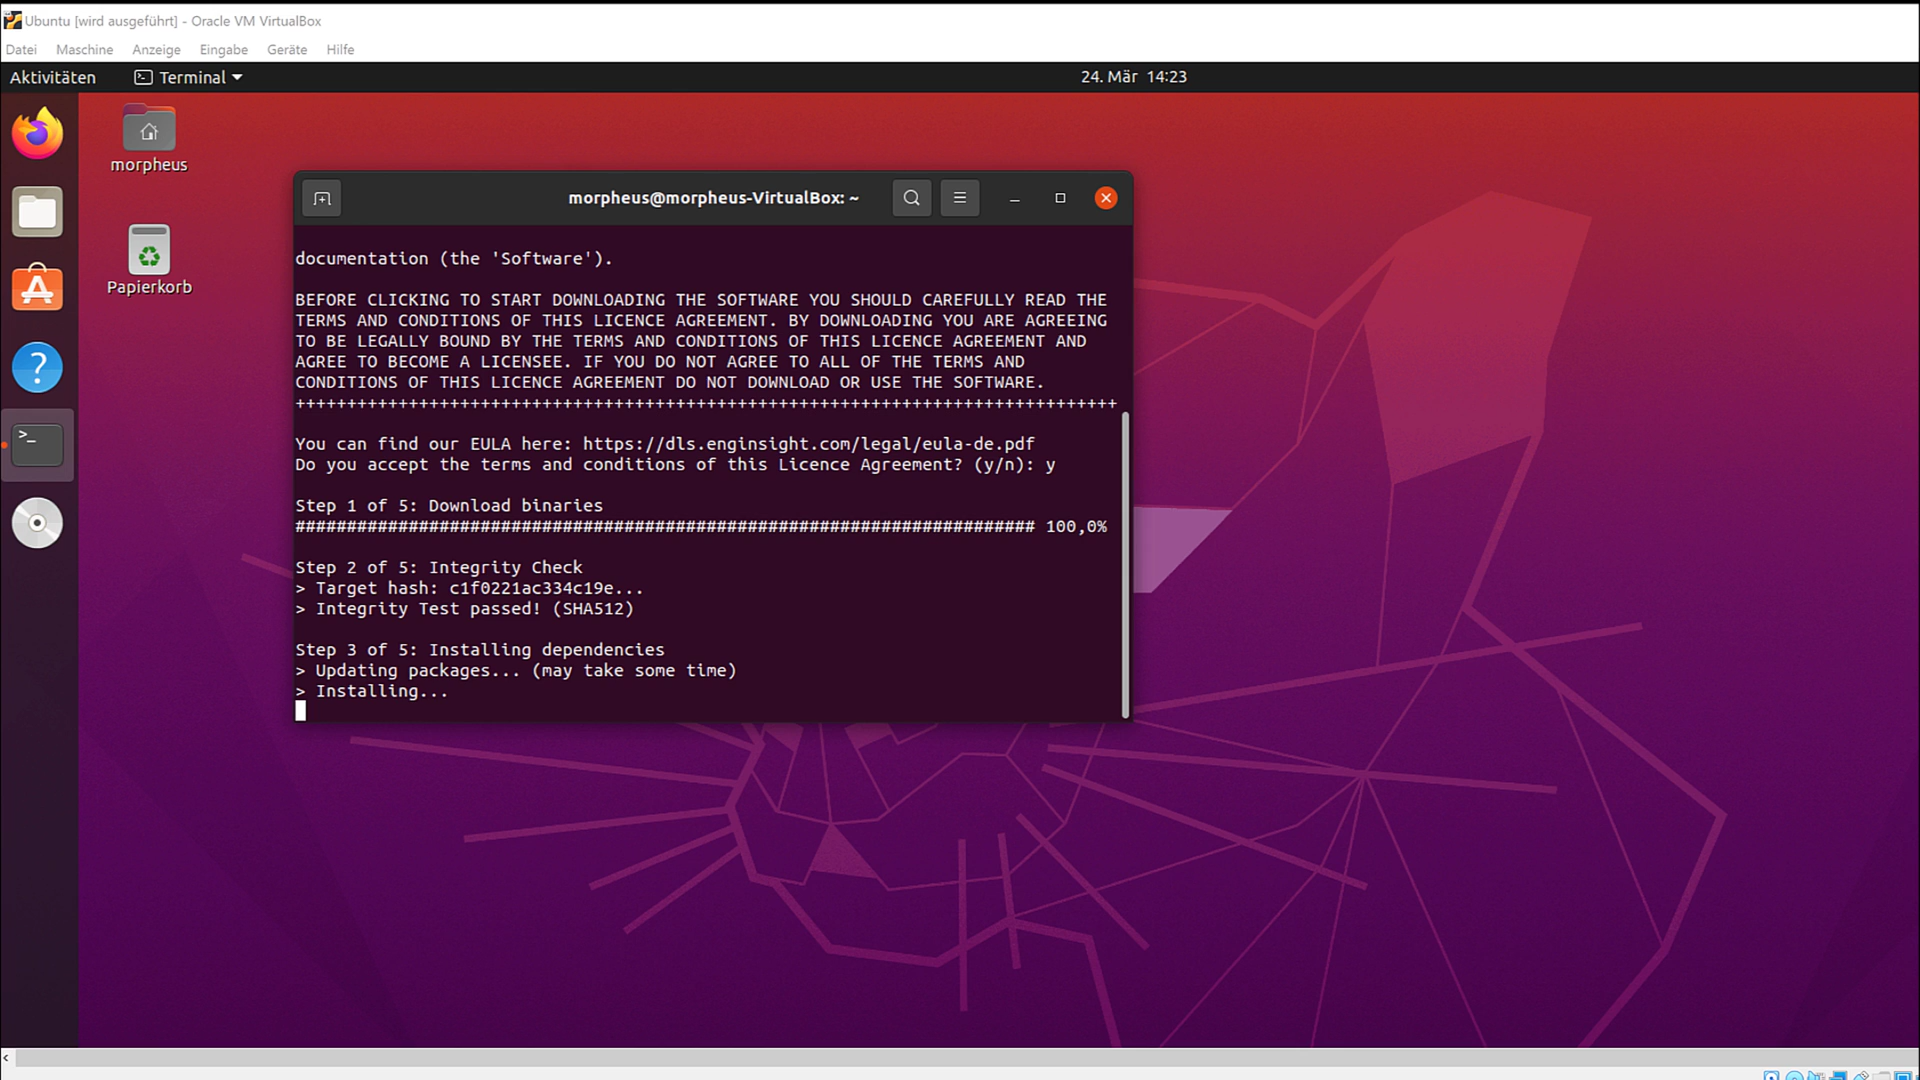 Ubuntu [wird ausgeführt] - Oracle VM VirtualBox
Datei Maschine Anzeige Eingabe Geräte Hilfe
Aktivitäten Terminal 24. Mär 14:23
morpheus
Papierkorb
morpheus@morpheus-VirtualBox: ~
documentation (the 'Software').
BEFORE CLICKING TO START DOWNLOADING THE SOFTWARE YOU SHOULD CAREFULLY READ THE
TERMS AND CONDITIONS OF THIS LICENCE AGREEMENT. BY DOWNLOADING YOU ARE AGREEING
TO BE LEGALLY BOUND BY THE TERMS AND CONDITIONS OF THIS LICENCE AGREEMENT AND
AGREE TO BECOME A LICENSEE. IF YOU DO NOT AGREE TO ALL OF THE TERMS AND
CONDITIONS OF THIS LICENCE AGREEMENT DO NOT DOWNLOAD OR USE THE SOFTWARE.
++++++++++++++++++++++++++++++++++++++++++++++++++++++++++++++++++++++++++++++++
You can find our EULA here: https://dls.enginsight.com/legal/eula-de.pdf
Do you accept the terms and conditions of this Licence Agreement? (y/n): y
Step 1 of 5: Download binaries
######################################################################## 100,0%
Step 2 of 5: Integrity Check
> Target hash: c1f0221ac334c19e...
> Integrity Test passed! (SHA512)
Step 3 of 5: Installing dependencies
> Updating packages... (may take some time)
> Installing...